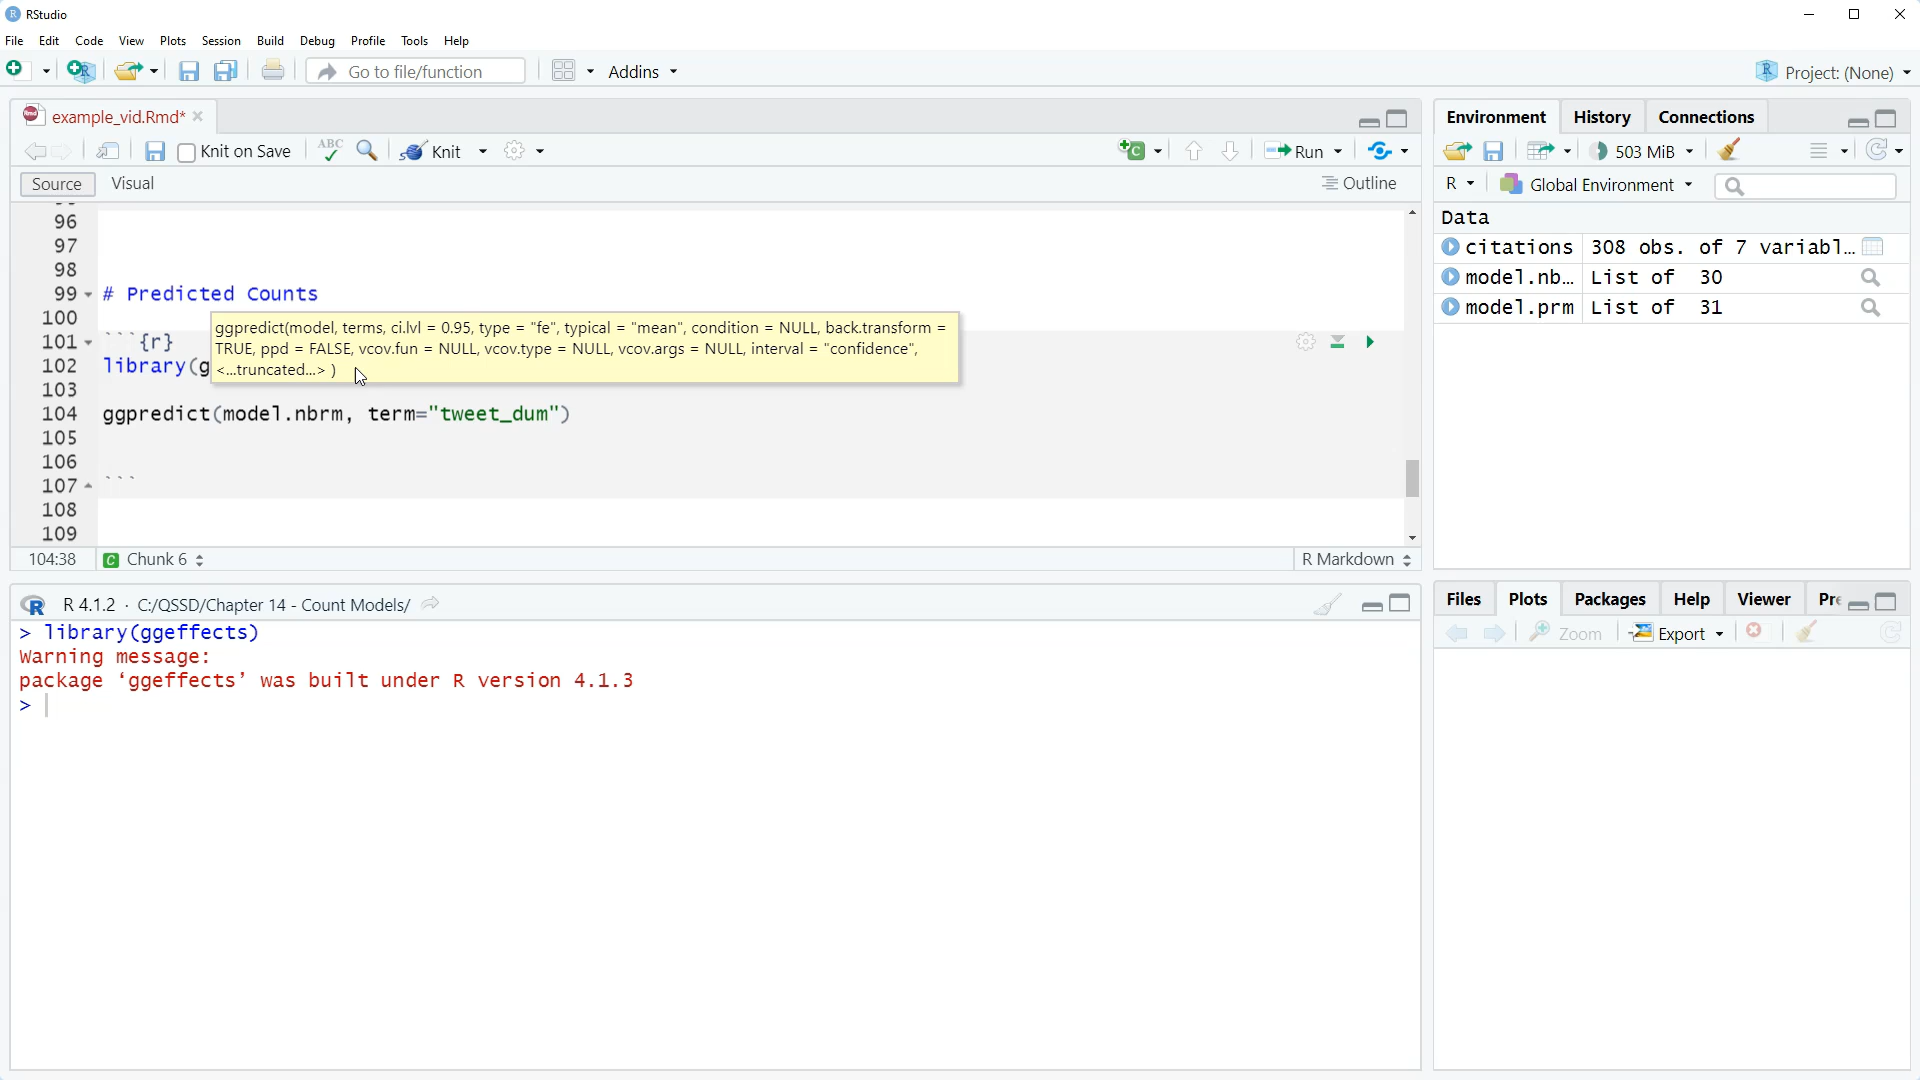 RStudio
File Edit Code View Plots Session Build Debug Profile Tools Help
Go to file/function Addins Project: (None)
example_vid.Rmd*
Knit on Save ABC Knit Run
Source Visual Outline
96
97
98
99 # Predicted Counts
100
101 ```{r}
102 library(g
103
104 ggpredict(model.nbrm, term="tweet_dum")
105
106
107 ```
108
109
ggpredict(model, terms, ci.lvl = 0.95, type = "fe", typical = "mean", condition = NULL, back.transform =
TRUE, ppd = FALSE, vcov.fun = NULL, vcov.type = NULL, vcov.args = NULL, interval = "confidence",
<...truncated...> )
104:38 Chunk 6 R Markdown
R 4.1.2 · C:/QSSD/Chapter 14 - Count Models/
> library(ggeffects)
Warning message:
package ‘ggeffects’ was built under R version 4.1.3
>
Environment History Connections
503 MiB
R Global Environment
Data
citations 308 obs. of 7 variabl…
model.nb… List of 30
model.prm List of 31
Files Plots Packages Help Viewer Pr
Zoom Export